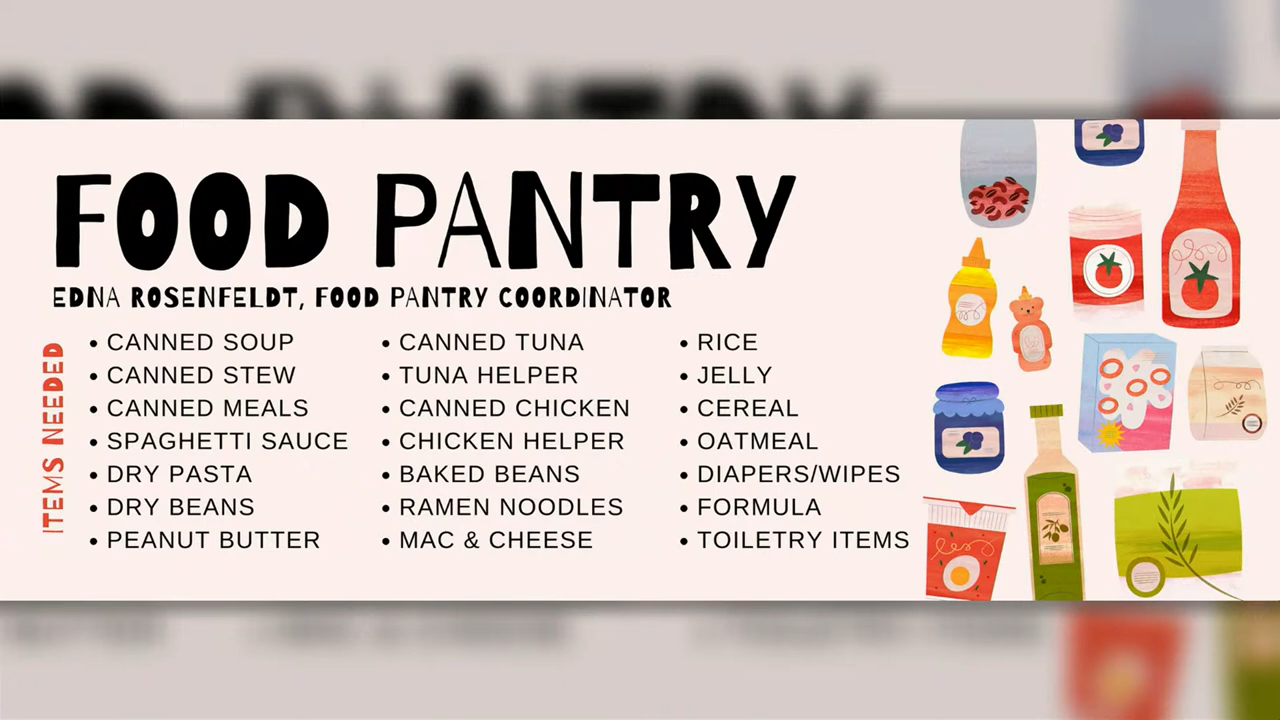 FOOD PANTRY
EDNA ROSENFELDT, FOOD PANTRY COORDINATOR
ITEMS NEEDED
• CANNED SOUP
• CANNED STEW
• CANNED MEALS
• SPAGHETTI SAUCE
• DRY PASTA
• DRY BEANS
• PEANUT BUTTER
• CANNED TUNA
• TUNA HELPER
• CANNED CHICKEN
• CHICKEN HELPER
• BAKED BEANS
• RAMEN NOODLES
• MAC & CHEESE
• RICE
• JELLY
• CEREAL
• OATMEAL
• DIAPERS/WIPES
• FORMULA
• TOILETRY ITEMS